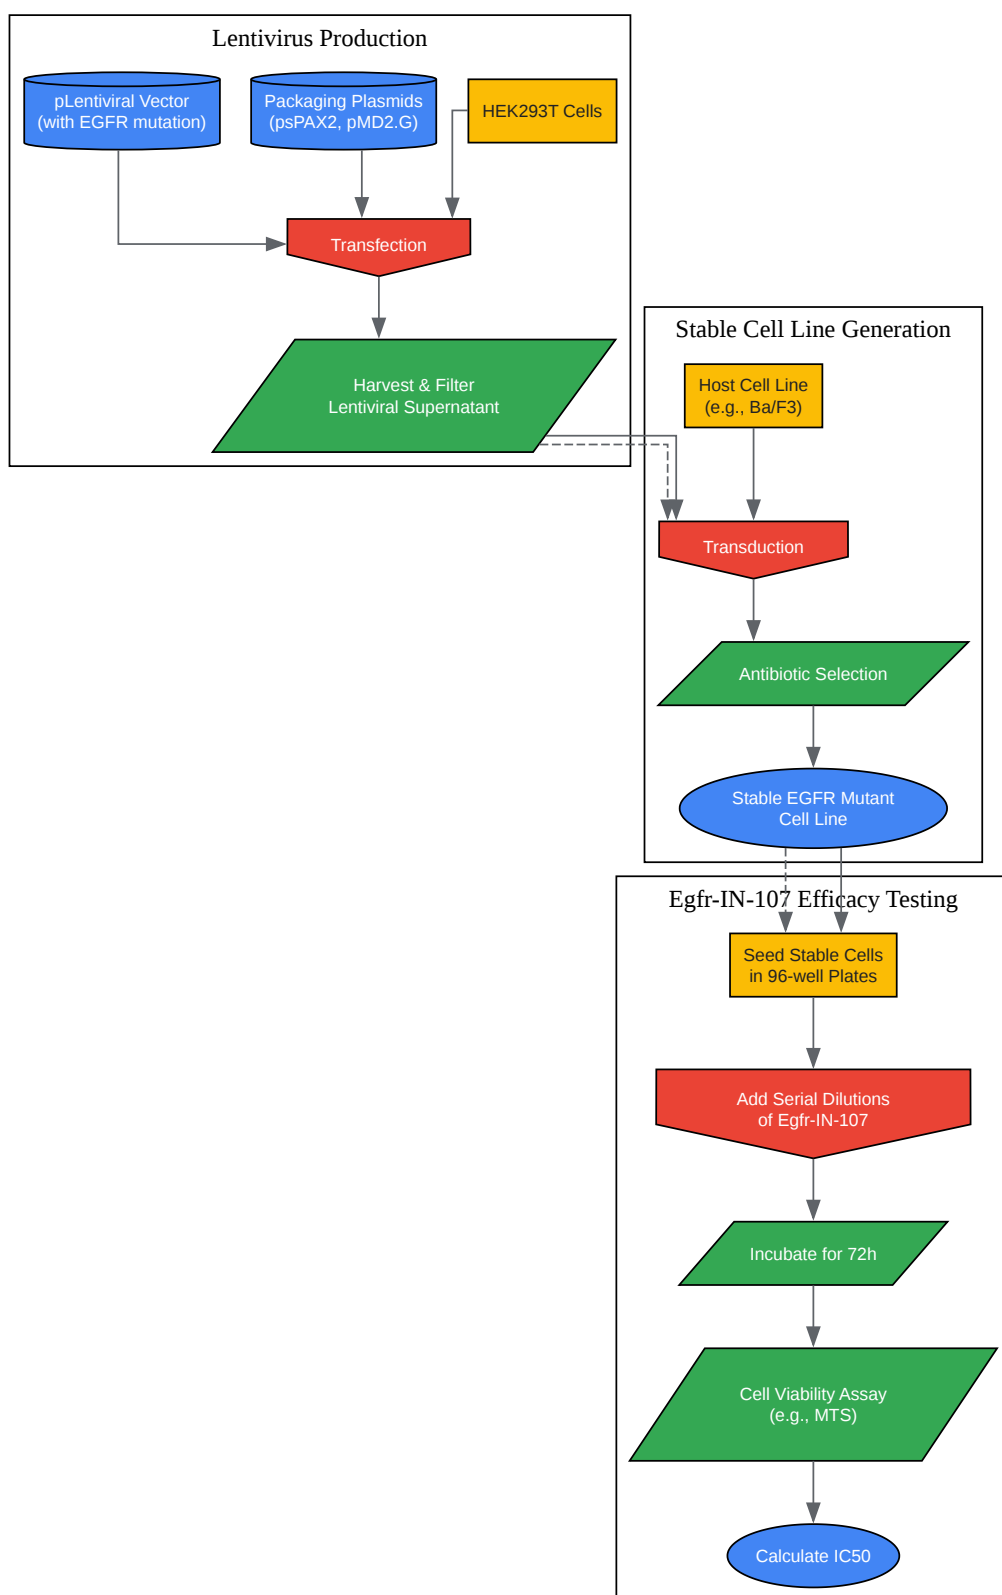 Lentivirus Production
pLentiviral Vector
(with EGFR mutation)
Packaging Plasmids
(psPAX2, pMD2.G)
HEK293T Cells
Transfection
Harvest & Filter
Lentiviral Supernatant
Stable Cell Line Generation
Host Cell Line
(e.g., Ba/F3)
Transduction
Antibiotic Selection
Stable EGFR Mutant
Cell Line
Egfr-IN-107 Efficacy Testing
Seed Stable Cells
in 96-well Plates
Add Serial Dilutions
of Egfr-IN-107
Incubate for 72h
Cell Viability Assay
(e.g., MTS)
Calculate IC50